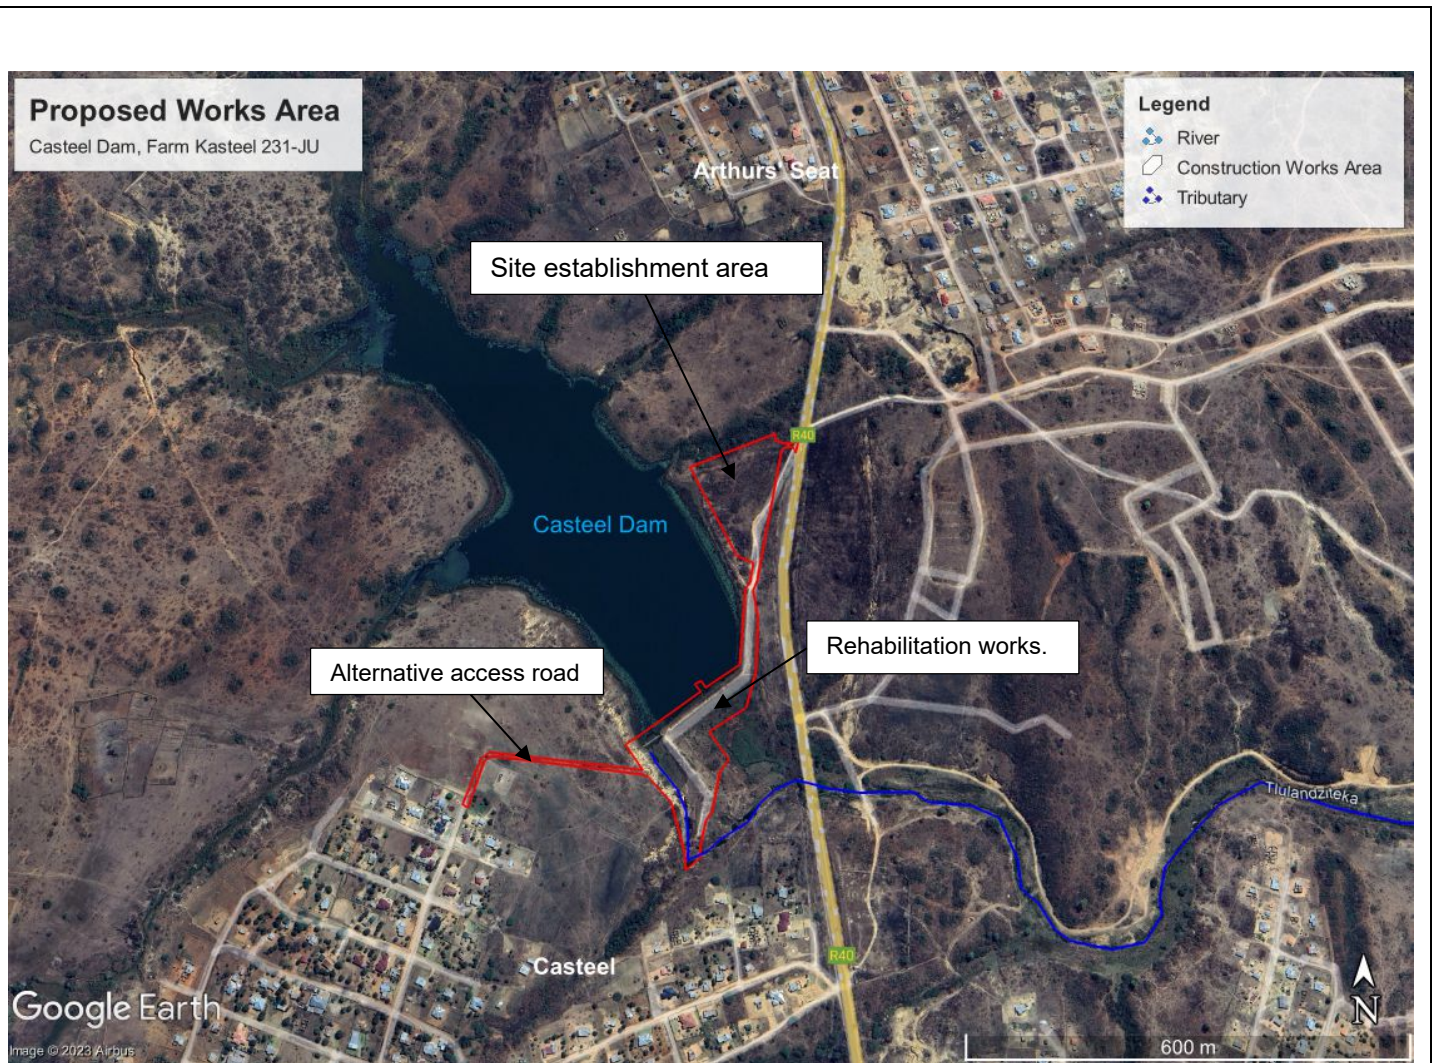 Proposed Works Area
Casteel Dam, Farm Kasteel 231-JU
Legend
River
Construction Works Area
Tributary
Arthurs' Seat
Site establishment area
R40
Casteel Dam
Rehabilitation works.
Alternative access road
Tlulandziteka
R40
Casteel
Google Earth
Image © 2023 Airbus
N
600 m